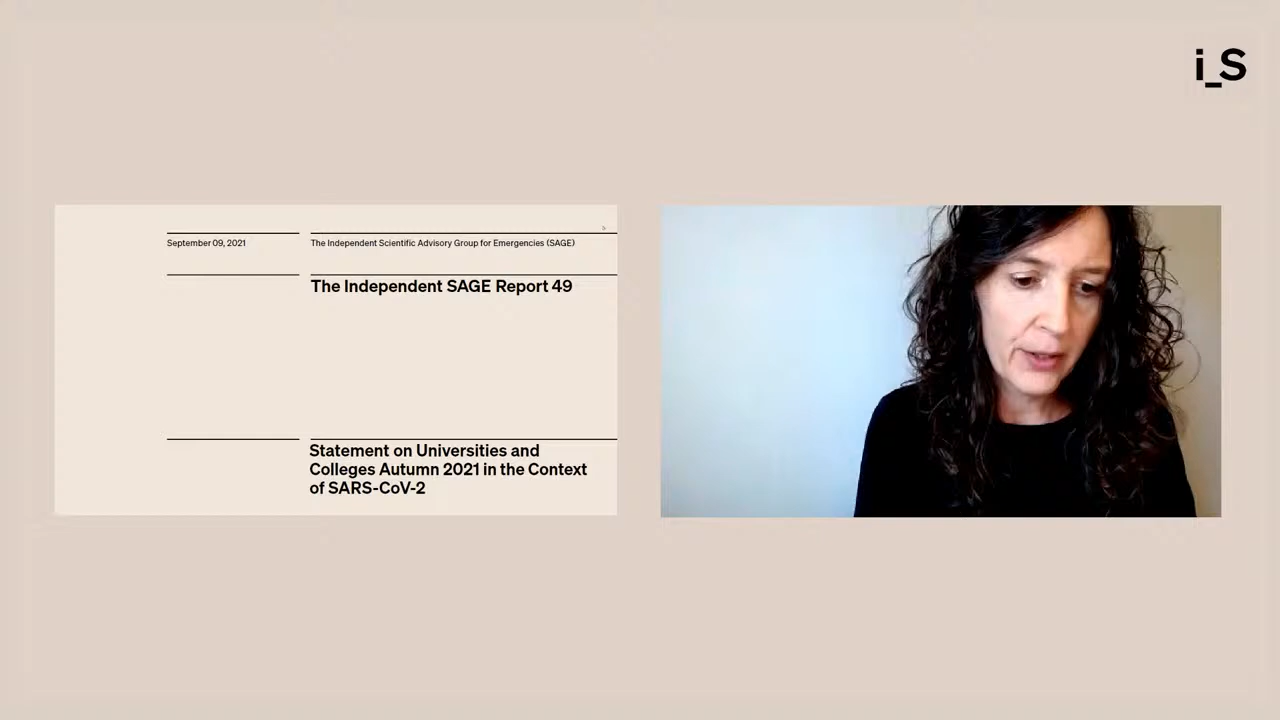 i_S
September 09, 2021
The Independent Scientific Advisory Group for Emergencies (SAGE)
The Independent SAGE Report 49
Statement on Universities and
Colleges Autumn 2021 in the Context
of SARS-CoV-2